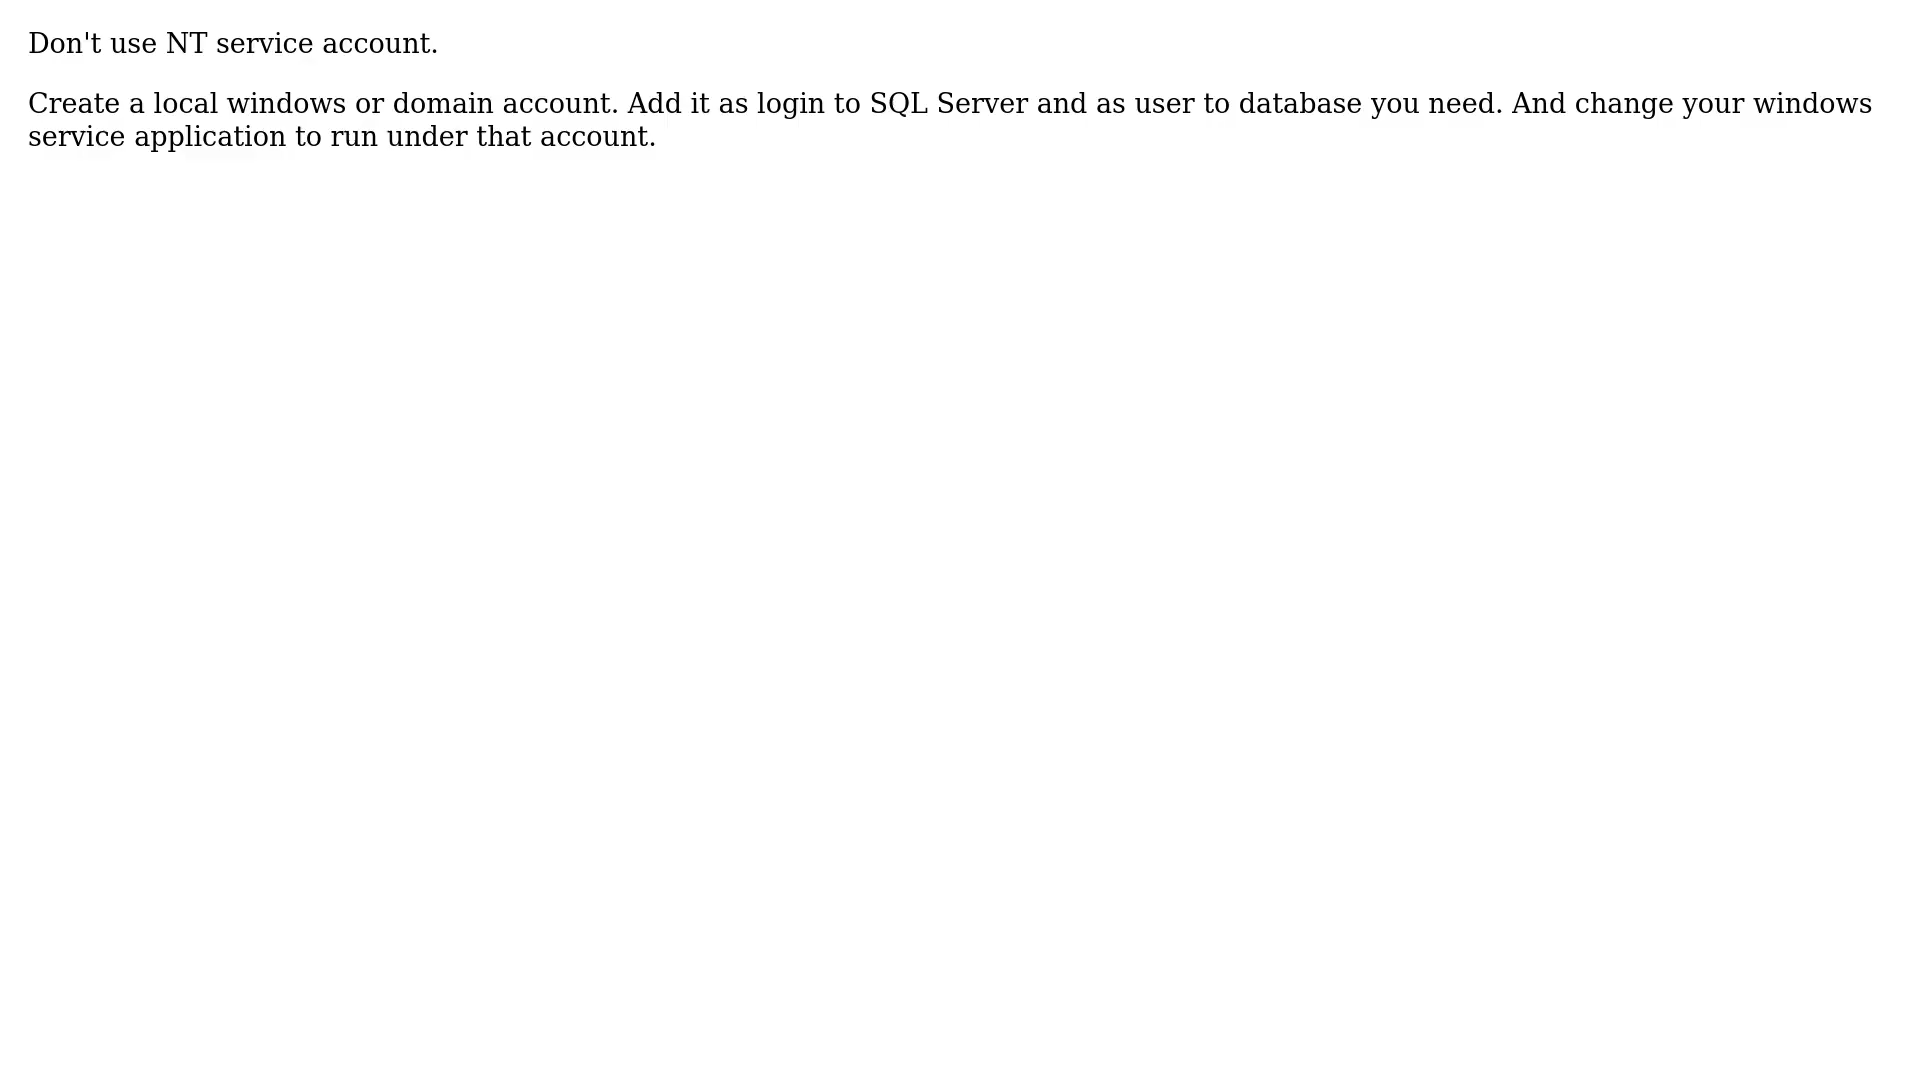 Don't use NT service account.
Create a local windows or domain account. Add it as login to SQL Server and as user to database you need. And change your windows
service application to run under that account.